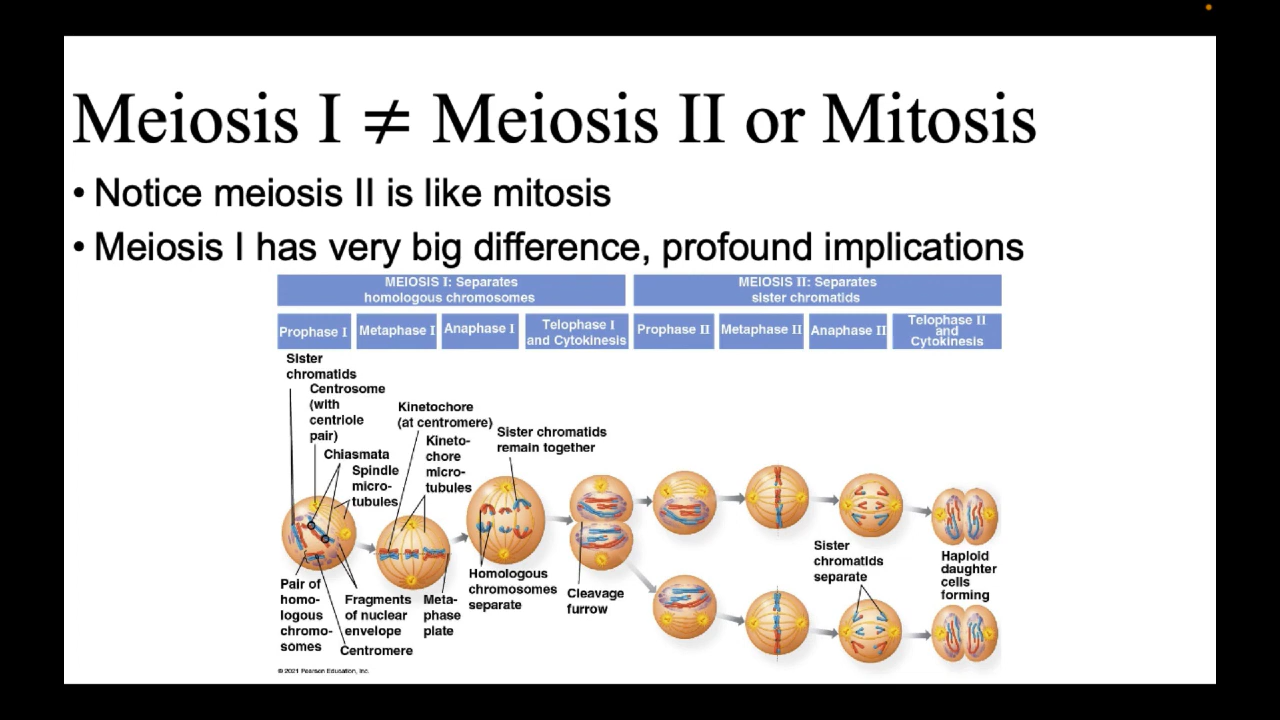 Meiosis I ≠ Meiosis II or Mitosis
• Notice meiosis II is like mitosis
• Meiosis I has very big difference, profound implications
MEIOSIS I: Separates
homologous chromosomes
MEIOSIS II: Separates
sister chromatids
Prophase I
Metaphase I
Anaphase I
Telophase I
and Cytokinesis
Prophase II
Metaphase II
Anaphase II
Telophase II
and
Cytokinesis
Sister
chromatids
Centrosome
(with
centriole
pair)
Chiasmata
Spindle
micro-
tubules
Kinetochore
(at centromere)
Kineto-
chore
micro-
tubules
Sister chromatids
remain together
Pair of
homo-
logous
chromo-
somes
Fragments
of nuclear
envelope
Centromere
Meta-
phase
plate
Homologous
chromosomes
separate
Cleavage
furrow
Sister
chromatids
separate
Haploid
daughter
cells
forming
© 2021 Pearson Education, Inc.